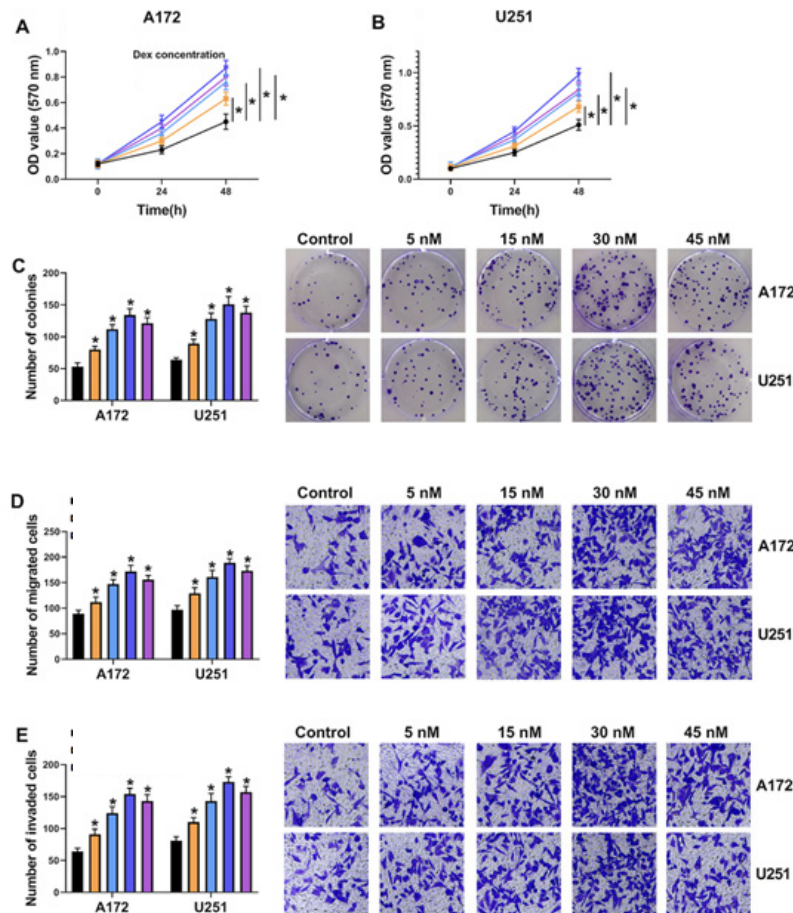 A172
U251
A
Dex concentration
OD value (570 nm)
1.0
0.8
0.6
0.4
0.2
0.0
0
24
48
Time(h)
*
*
*
*
B
OD value (570 nm)
1.0
0.5
0.0
0
24
48
Time(h)
*
*
*
*
C
Number of colonies
200
150
100
50
0
*
*
*
*
*
*
*
*
A172
U251
Control
5 nM
15 nM
30 nM
45 nM
A172
U251
D
Number of migrated cells
250
200
150
100
50
0
*
*
*
*
*
*
*
*
A172
U251
Control
5 nM
15 nM
30 nM
45 nM
A172
U251
E
Number of invaded cells
200
150
100
50
0
*
*
*
*
*
*
*
*
A172
U251
Control
5 nM
15 nM
30 nM
45 nM
A172
U251